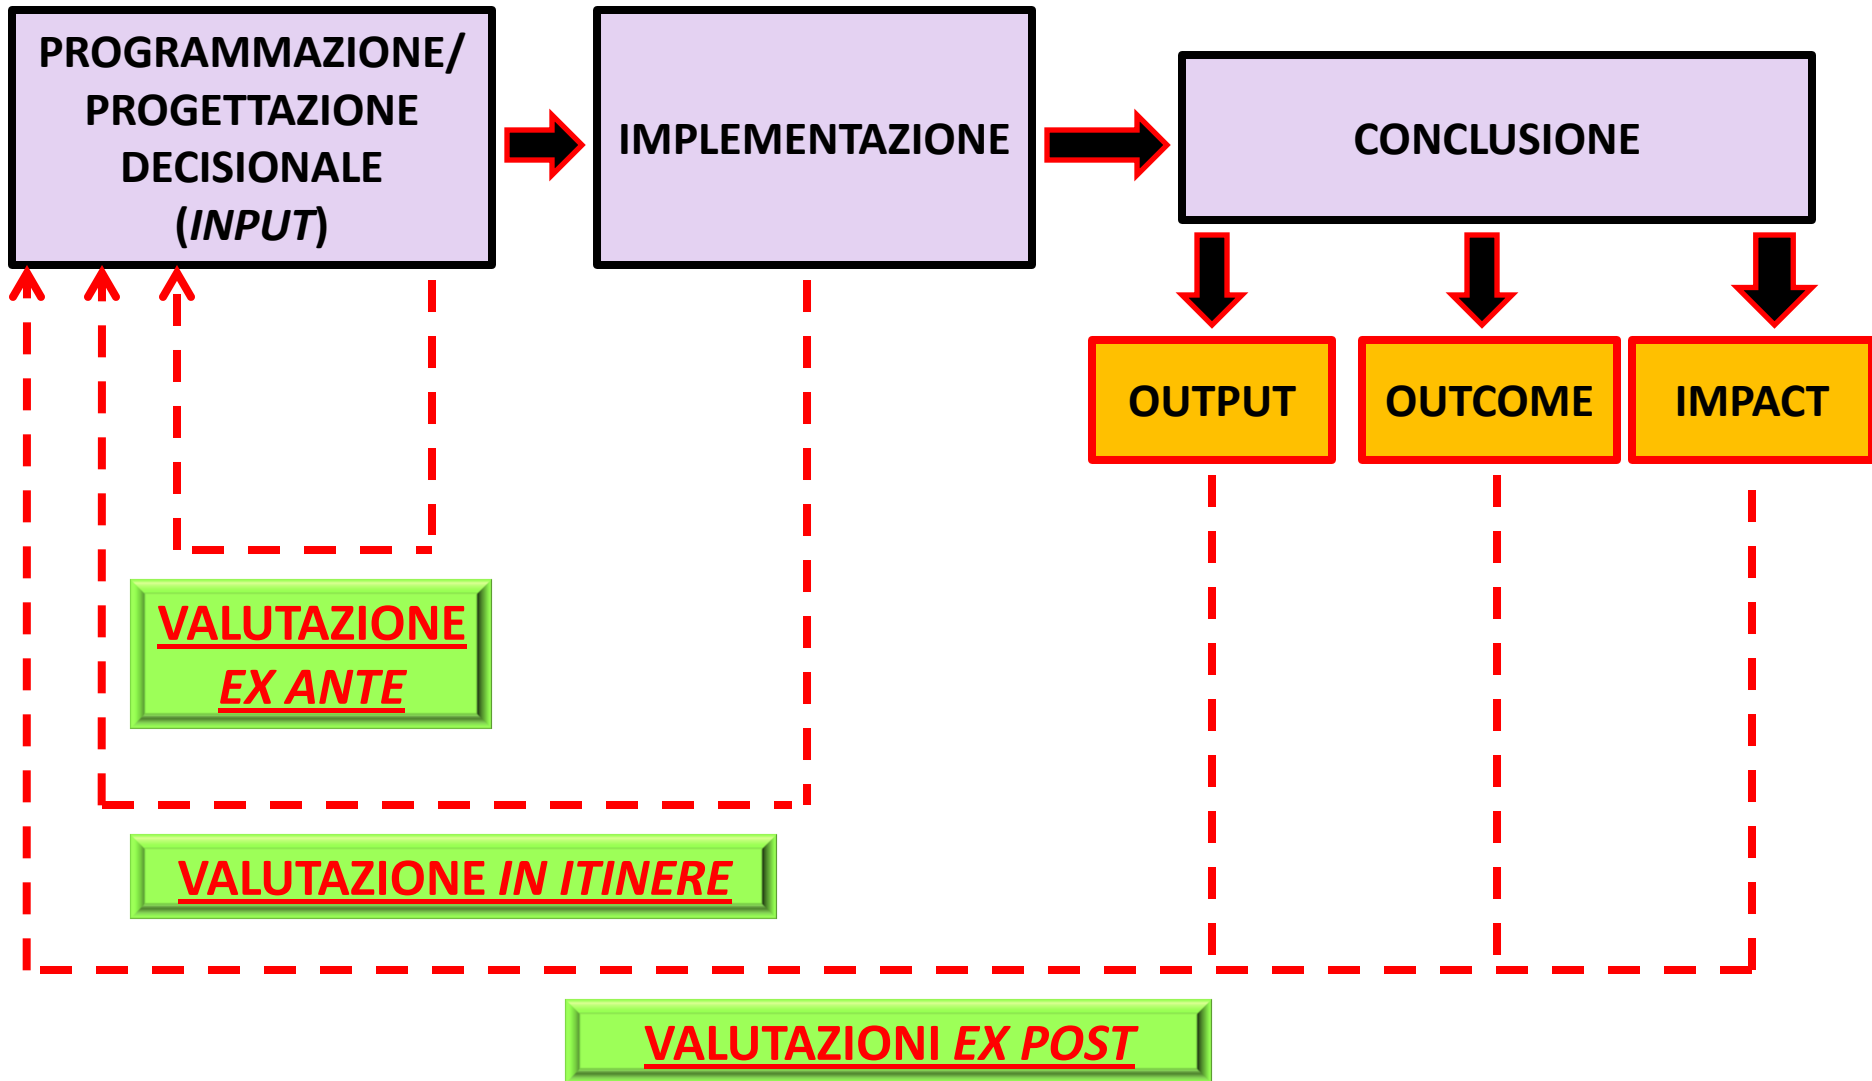 PROGRAMMAZIONE/
PROGETTAZIONE
DECISIONALE
(INPUT)
IMPLEMENTAZIONE
CONCLUSIONE
OUTPUT
OUTCOME
IMPACT
VALUTAZIONE
EX ANTE
VALUTAZIONE IN ITINERE
VALUTAZIONI EX POST